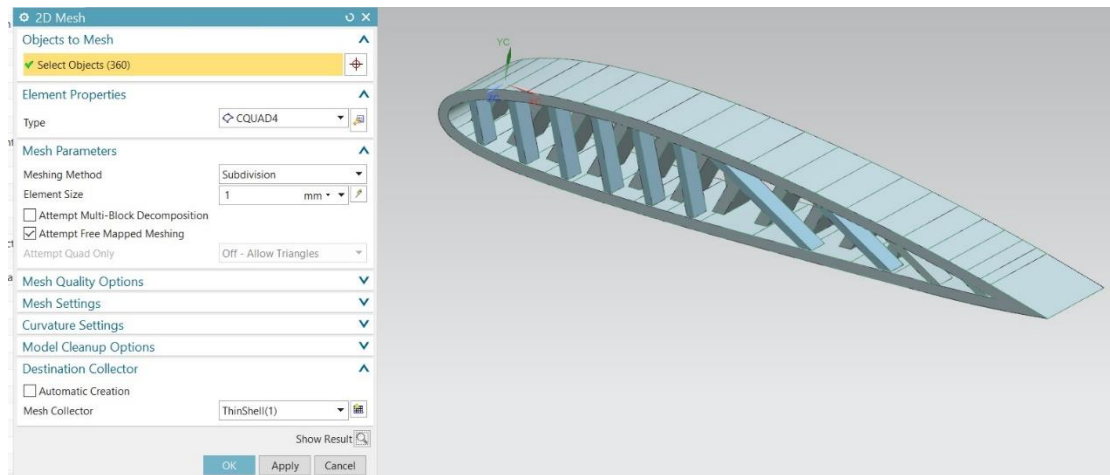 2D Mesh
Objects to Mesh
Select Objects (360)
Element Properties
Type CQUAD4
Mesh Parameters
Meshing Method Subdivision
Element Size 1 mm
Attempt Multi-Block Decomposition
Attempt Free Mapped Meshing
Attempt Quad Only Off - Allow Triangles
Mesh Quality Options
Mesh Settings
Curvature Settings
Model Cleanup Options
Destination Collector
Automatic Creation
Mesh Collector ThinShell(1)
Show Result
OK Apply Cancel
YC